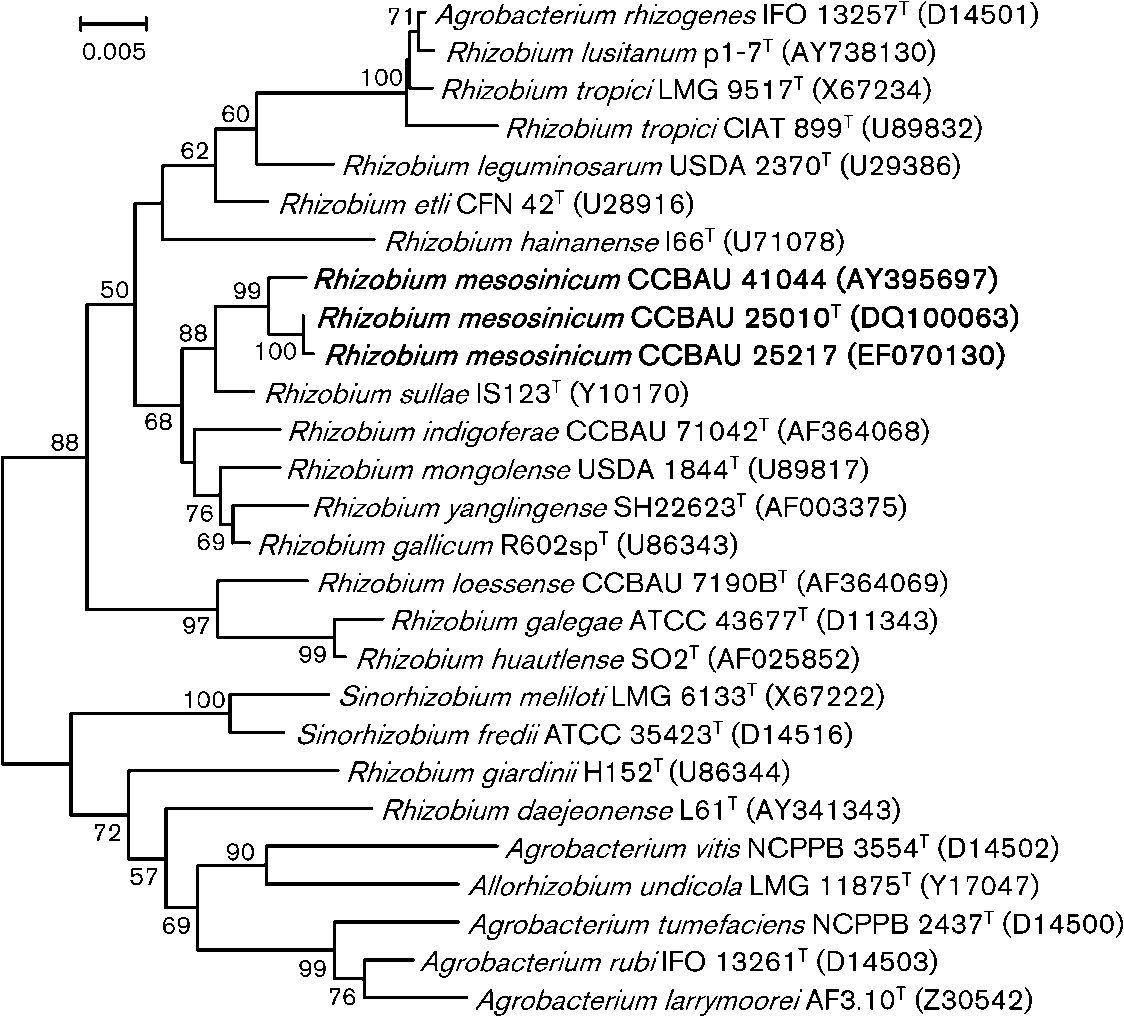 71 Agrobacterium rhizogenes IFO 13257T (D14501)
0.005
Rhizobium lusitanum p1-7T (AY738130)
100 Rhizobium tropici LMG 9517T (X67234)
60 Rhizobium tropici CIAT 899T (U89832)
62 Rhizobium leguminosarum USDA 2370T (U29386)
Rhizobium etli CFN 42T (U28916)
Rhizobium hainanense I66T (U71078)
50 99 Rhizobium mesosinicum CCBAU 41044 (AY395697)
88 Rhizobium mesosinicum CCBAU 25010T (DQ100063)
100 Rhizobium mesosinicum CCBAU 25217 (EF070130)
Rhizobium sullae IS123T (Y10170)
68
88 Rhizobium indigoferae CCBAU 71042T (AF364068)
Rhizobium mongolense USDA 1844T (U89817)
76 Rhizobium yanglingense SH22623T (AF003375)
69 Rhizobium gallicum R602spT (U86343)
Rhizobium loessense CCBAU 7190BT (AF364069)
97 Rhizobium galegae ATCC 43677T (D11343)
99 Rhizobium huautlense SO2T (AF025852)
100 Sinorhizobium meliloti LMG 6133T (X67222)
Sinorhizobium fredii ATCC 35423T (D14516)
Rhizobium giardinii H152T (U86344)
72 Rhizobium daejeonense L61T (AY341343)
90 Agrobacterium vitis NCPPB 3554T (D14502)
57 Allorhizobium undicola LMG 11875T (Y17047)
69 Agrobacterium tumefaciens NCPPB 2437T (D14500)
99 Agrobacterium rubi IFO 13261T (D14503)
76 Agrobacterium larrymoorei AF3.10T (Z30542)